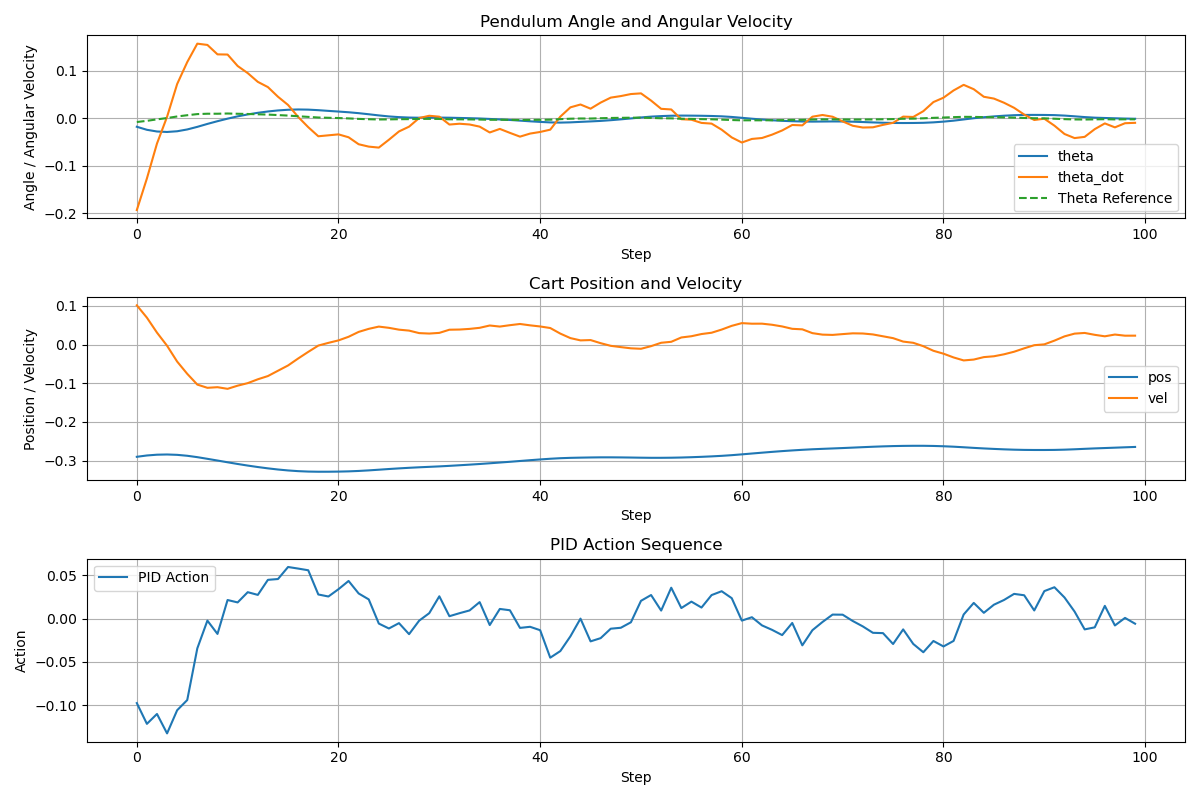 Pendulum Angle and Angular Velocity
Angle / Angular Velocity
0.1
0.0
−0.1
−0.2
theta
theta_dot
Theta Reference
0 20 40 60 80 100
Step
Cart Position and Velocity
Position / Velocity
0.1
0.0
−0.1
−0.2
−0.3
pos
vel
0 20 40 60 80 100
Step
PID Action Sequence
Action
0.05
0.00
−0.05
−0.10
PID Action
0 20 40 60 80 100
Step